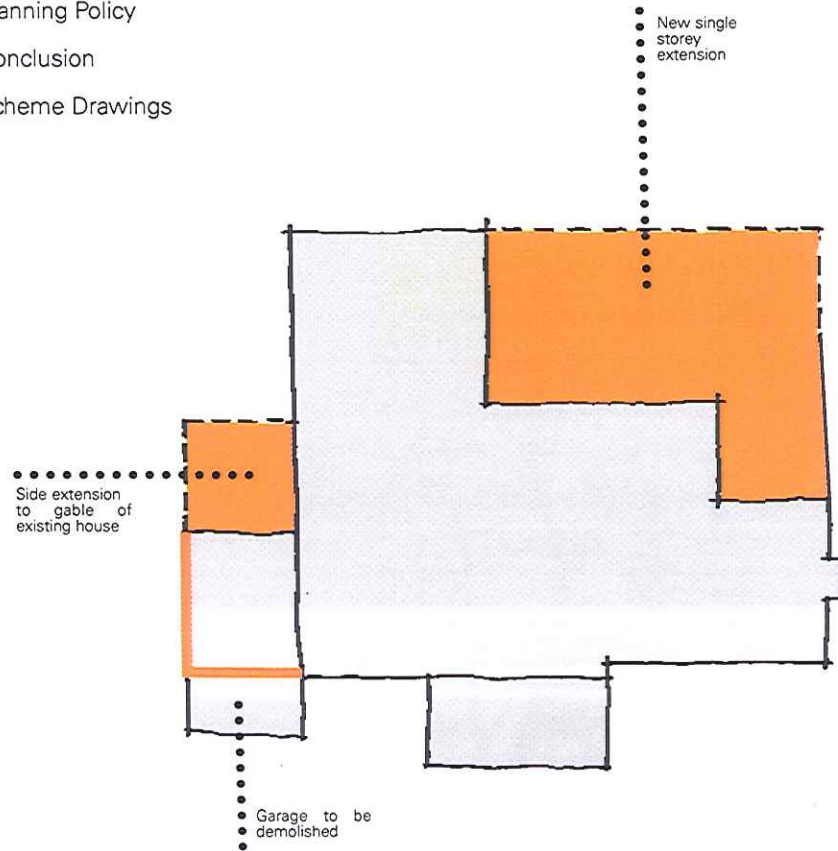 anning Policy
onclusion
cheme Drawings
New single
storey
extension
Side extension
to gable of
existing house
Garage to be
demolished